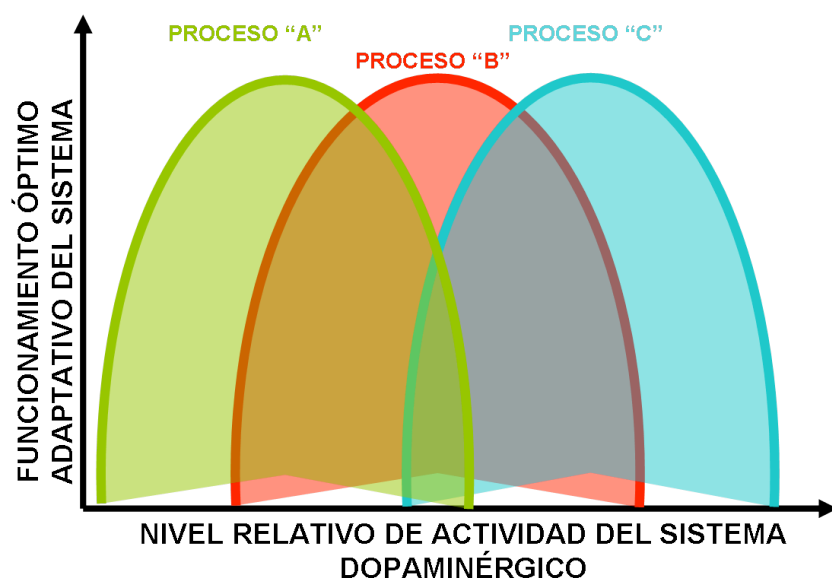 PROCESO “A”
PROCESO “B”
PROCESO “C”
FUNCIONAMIENTO ÓPTIMO
ADAPTATIVO DEL SISTEMA
NIVEL RELATIVO DE ACTIVIDAD DEL SISTEMA
DOPAMINÉRGICO